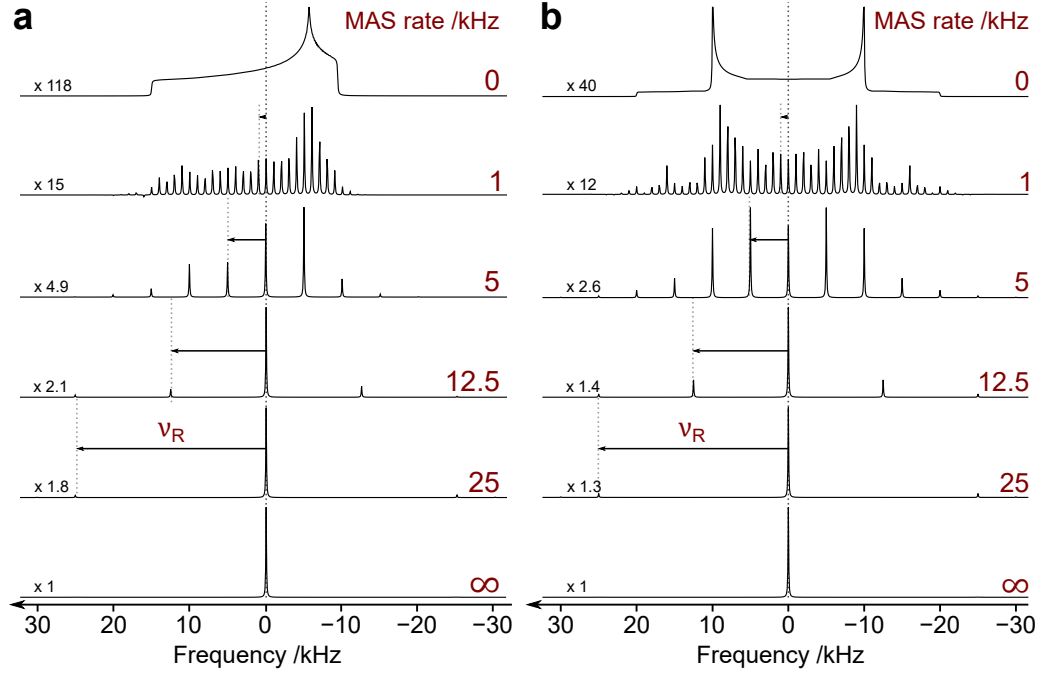 a
MAS rate /kHz
x 118
0
x 15
1
x 4.9
5
x 2.1
12.5
νR
x 1.8
25
x 1
∞
30 20 10 0 −10 −20 −30
Frequency /kHz
b
MAS rate /kHz
x 40
0
x 12
1
x 2.6
5
x 1.4
12.5
νR
x 1.3
25
x 1
∞
30 20 10 0 −10 −20 −30
Frequency /kHz